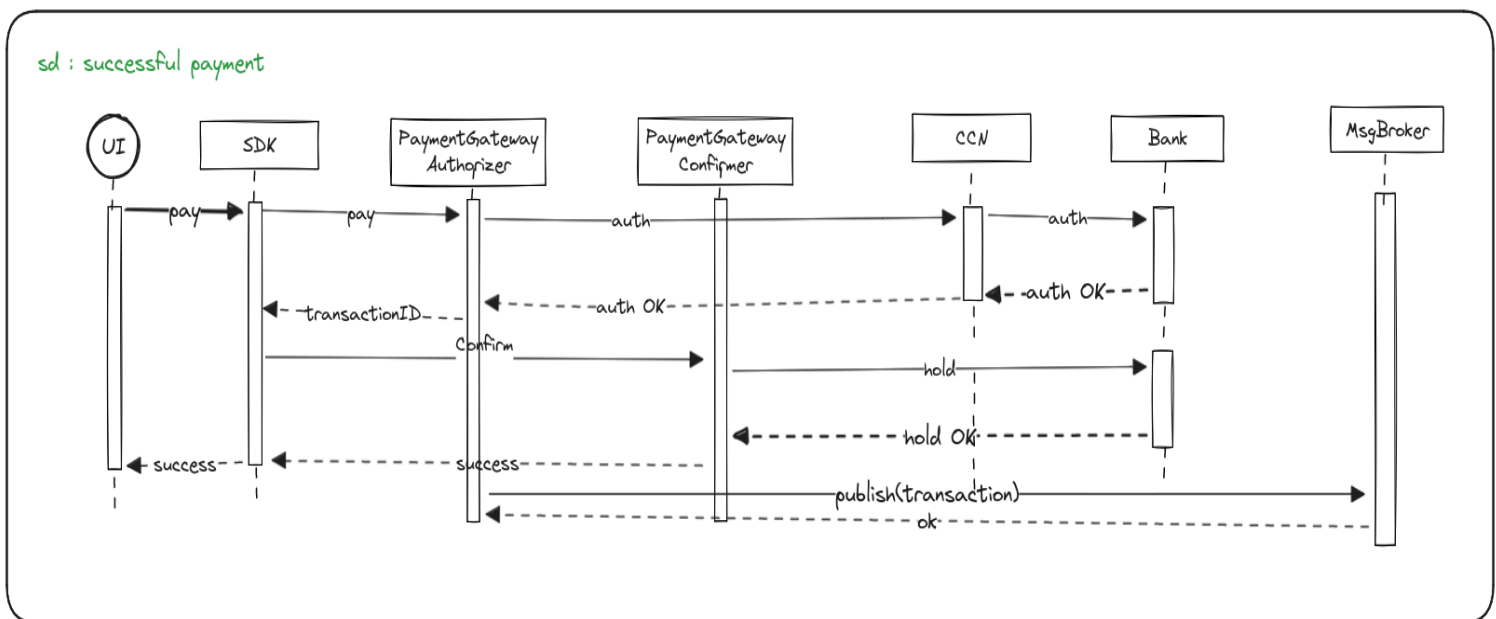 sd : successful payment
UI
SDK
PaymentGateway
Authorizer
PaymentGateway
Confirmer
CCN
Bank
MsgBroker
pay
pay
auth
auth
auth OK
auth OK
transactionID
Confirm
hold
hold OK
success
success
publish(transaction)
ok